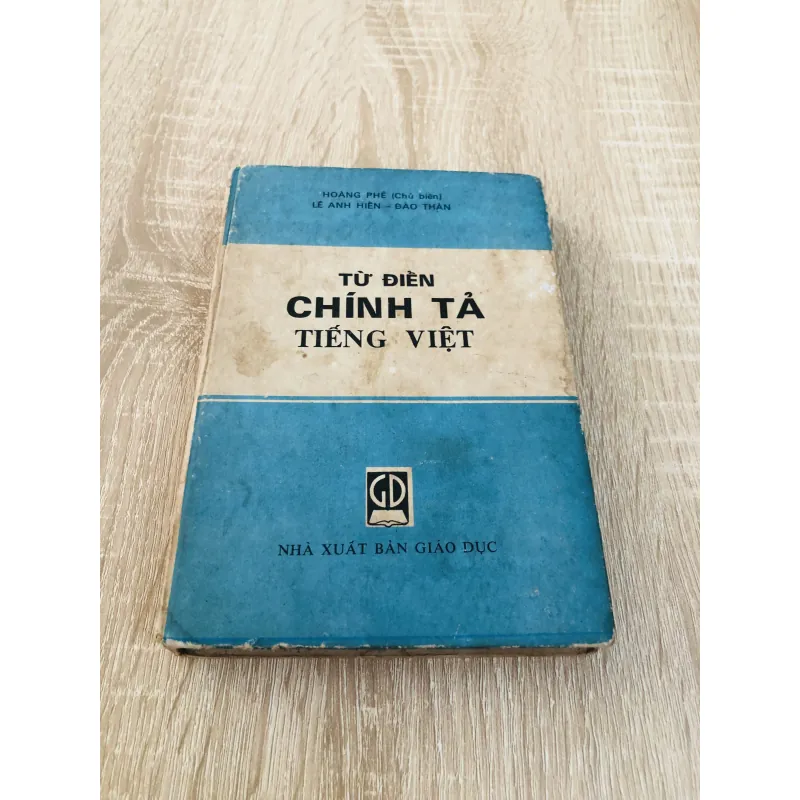 HOÀNG PHÊ (Chủ biên)
LÊ ANH HIỀN – ĐÀO THẢN
TỪ ĐIỂN
CHÍNH TẢ
TIẾNG VIỆT
GD
NHÀ XUẤT BẢN GIÁO DỤC